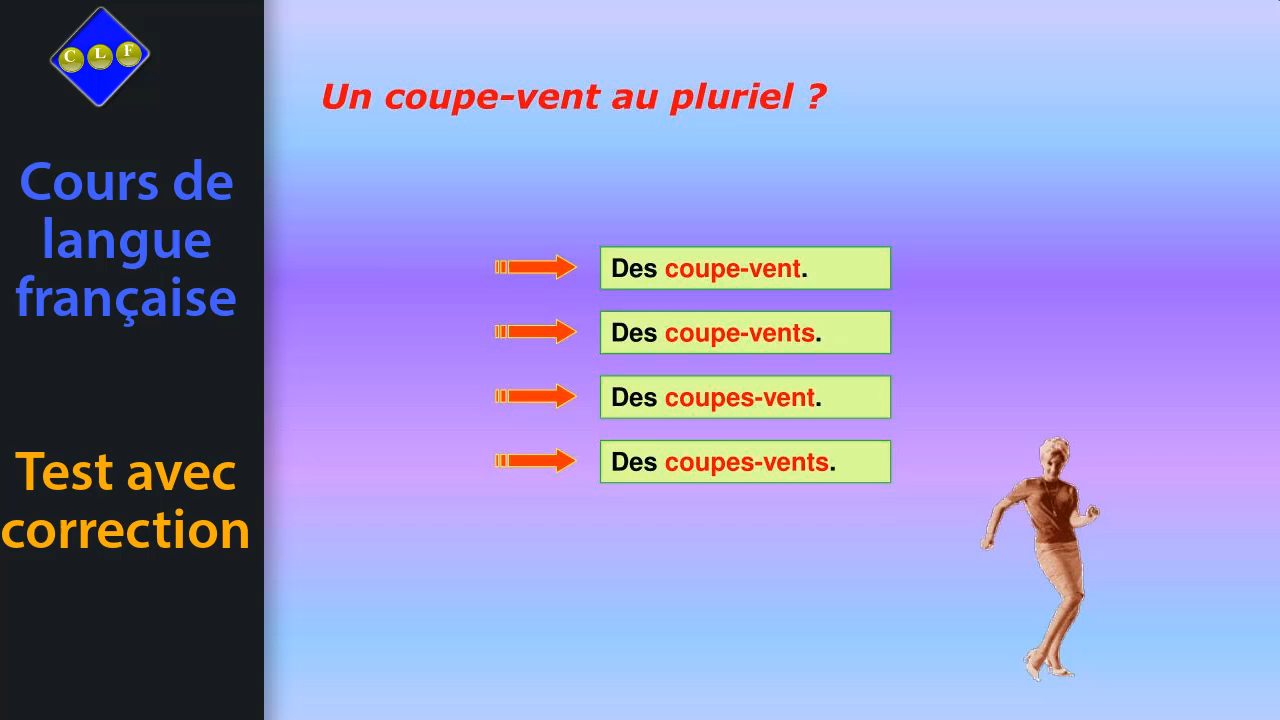 C L F
Cours de
langue
française
Test avec
correction
Un coupe-vent au pluriel ?
Des coupe-vent.
Des coupe-vents.
Des coupes-vent.
Des coupes-vents.